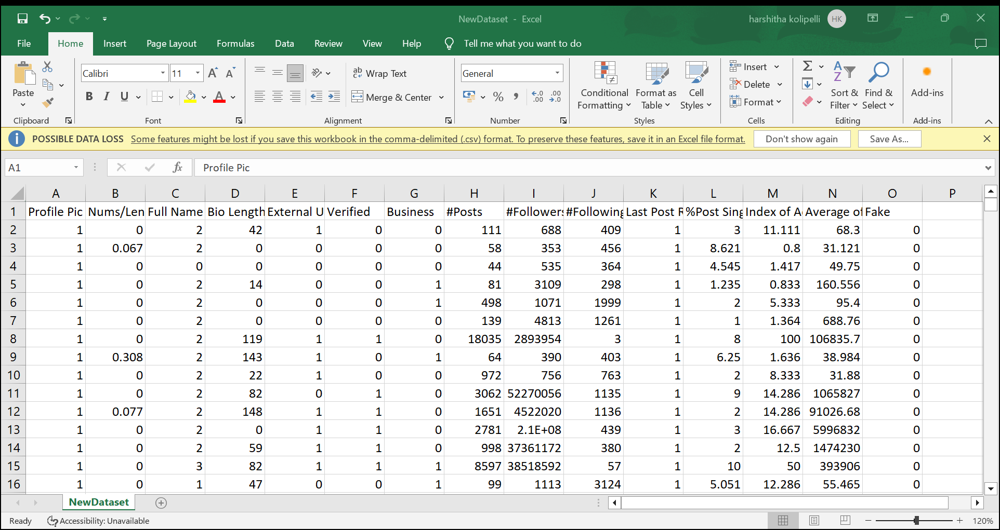 NewDataset - Excel
harshitha kolipelli HK
File Home Insert Page Layout Formulas Data Review View Help Tell me what you want to do
Paste
Clipboard
Calibri 11 A A
B I U A
Font
ab Wrap Text
Merge & Center
Alignment
General
% , .0 .00 .00 .0
Number
Conditional Formatting
Format as Table
Cell Styles
Styles
Insert
Delete
Format
Cells
Sort & Filter
Find & Select
Editing
Add-ins
Add-ins
POSSIBLE DATA LOSS Some features might be lost if you save this workbook in the comma-delimited (.csv) format. To preserve these features, save it in an Excel file format. Don't show again Save As...
A1 fx Profile Pic
A B C D E F G H I J K L M N O P
1 Profile Pic Nums/Len Full Name Bio Length External U Verified Business #Posts #Followers #Following Last Post R %Post Sing Index of A Average of Fake
2 1 0 2 42 1 0 0 111 688 409 1 3 11.111 68.3 0
3 1 0.067 2 0 0 0 0 58 353 456 1 8.621 0.8 31.121 0
4 1 0 0 0 0 0 0 44 535 364 1 4.545 1.417 49.75 0
5 1 0 2 14 0 0 1 81 3109 298 1 1.235 0.833 160.556 0
6 1 0 2 0 0 0 1 498 1071 1999 1 2 5.333 95.4 0
7 1 0 2 0 0 0 0 139 4813 1261 1 1 1.364 688.76 0
8 1 0 2 119 1 1 0 18035 2893954 3 1 8 100 106835.7 0
9 1 0.308 2 143 1 0 1 64 390 403 1 6.25 1.636 38.984 0
10 1 0 2 22 1 0 0 972 756 763 1 2 8.333 31.88 0
11 1 0 2 82 0 1 0 3062 52270056 1135 1 9 14.286 1065827 0
12 1 0.077 2 148 1 1 0 1651 4522020 1136 1 2 14.286 91026.68 0
13 1 0 2 0 1 1 0 2781 2.1E+08 439 1 3 16.667 5996832 0
14 1 0 2 59 1 1 0 998 37361172 380 1 2 12.5 1474230 0
15 1 0 3 82 1 1 1 8597 38518592 57 1 10 50 393906 0
16 1 0 1 47 0 0 1 99 1113 3124 1 5.051 12.286 55.465 0
NewDataset
Ready Accessibility: Unavailable 120%